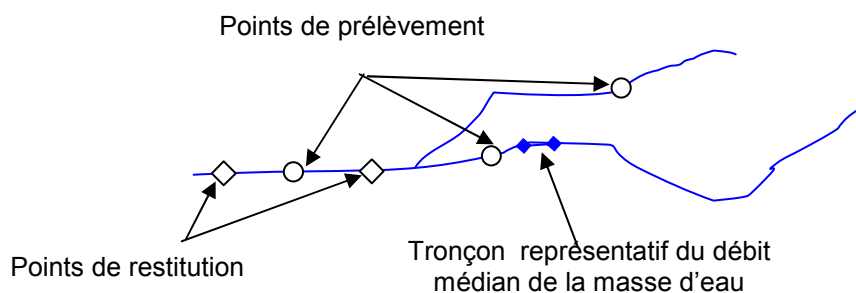 Points de prélèvement
Points de restitution
Tronçon représentatif du débit
médian de la masse d'eau